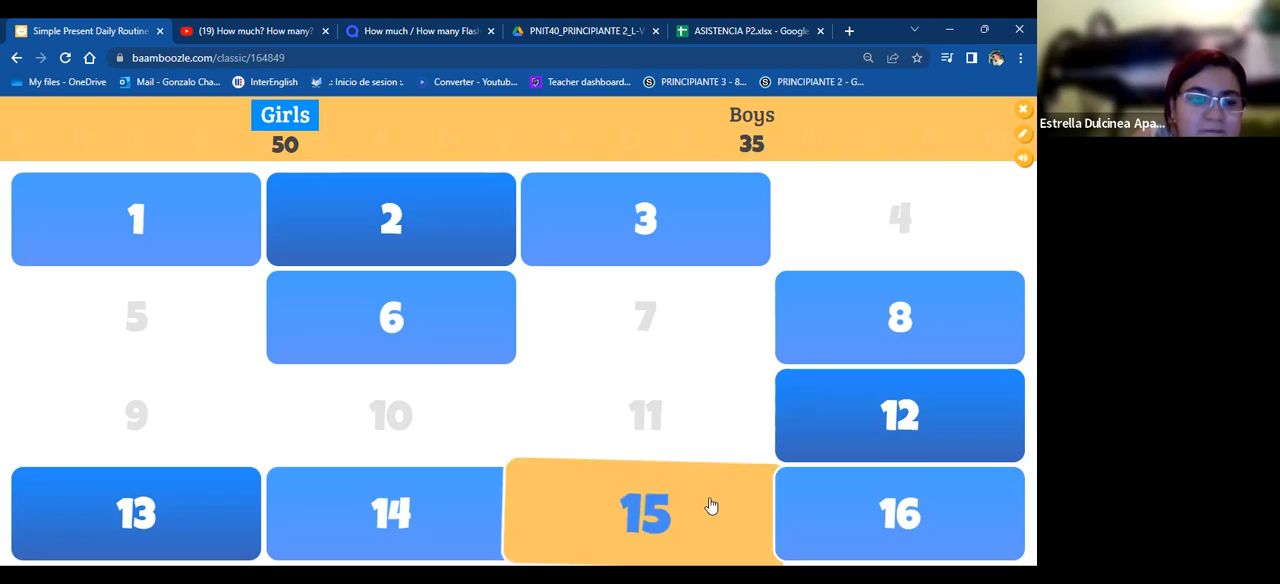 Simple Present Daily Routine
(19) How much? How many?
How much / How many Flas
PNIT40_PRINCIPIANTE 2_L-V
ASISTENCIA P2.xlsx - Google
baamboozle.com/classic/164849
My files - OneDrive
Mail - Gonzalo Cha...
InterEnglish
.: Inicio de sesion :.
Converter - Youtub...
Teacher dashboard...
PRINCIPIANTE 3 - 8...
PRINCIPIANTE 2 - G...
Girls
Boys
50
35
Estrella Dulcinea Apa...
1
2
3
4
5
6
7
8
9
10
11
12
13
14
15
16